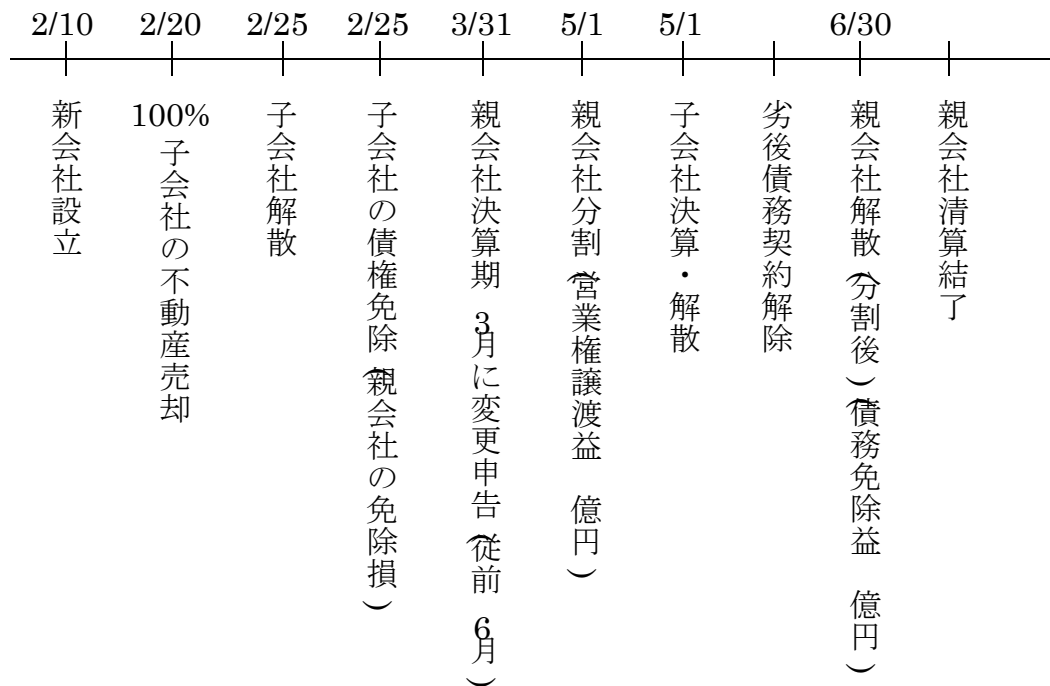 2/10 2/20 2/25 2/25 3/31 5/1 5/1 6/30
新会社設立
100%子会社の不動産売却
子会社解散
子会社の債権免除(親会社の免除損)
親会社決算期 3月に変更申告(従前 6月)
親会社分割(営業権譲渡益 億円)
子会社決算・解散
劣後債務契約解除
親会社解散(分割後)(債務免除益 億円)
親会社清算結了